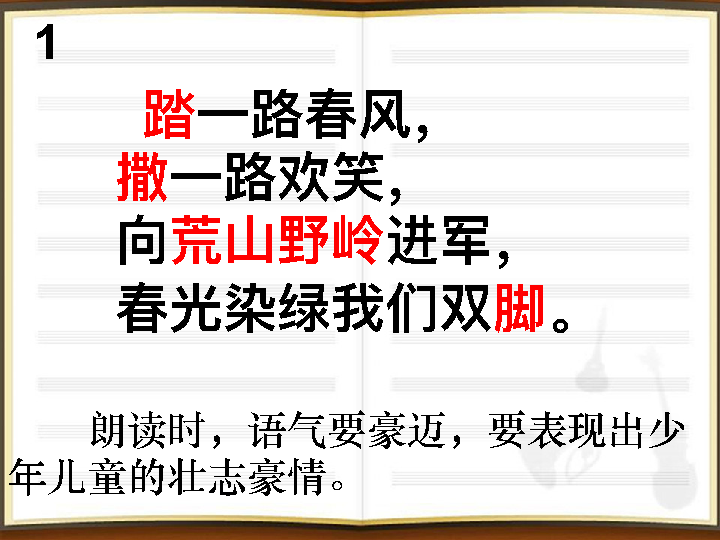 1
踏一路春风，
撒一路欢笑，
向荒山野岭进军，
春光染绿我们双脚。
朗读时，语气要豪迈，要表现出少
年儿童的壮志豪情。